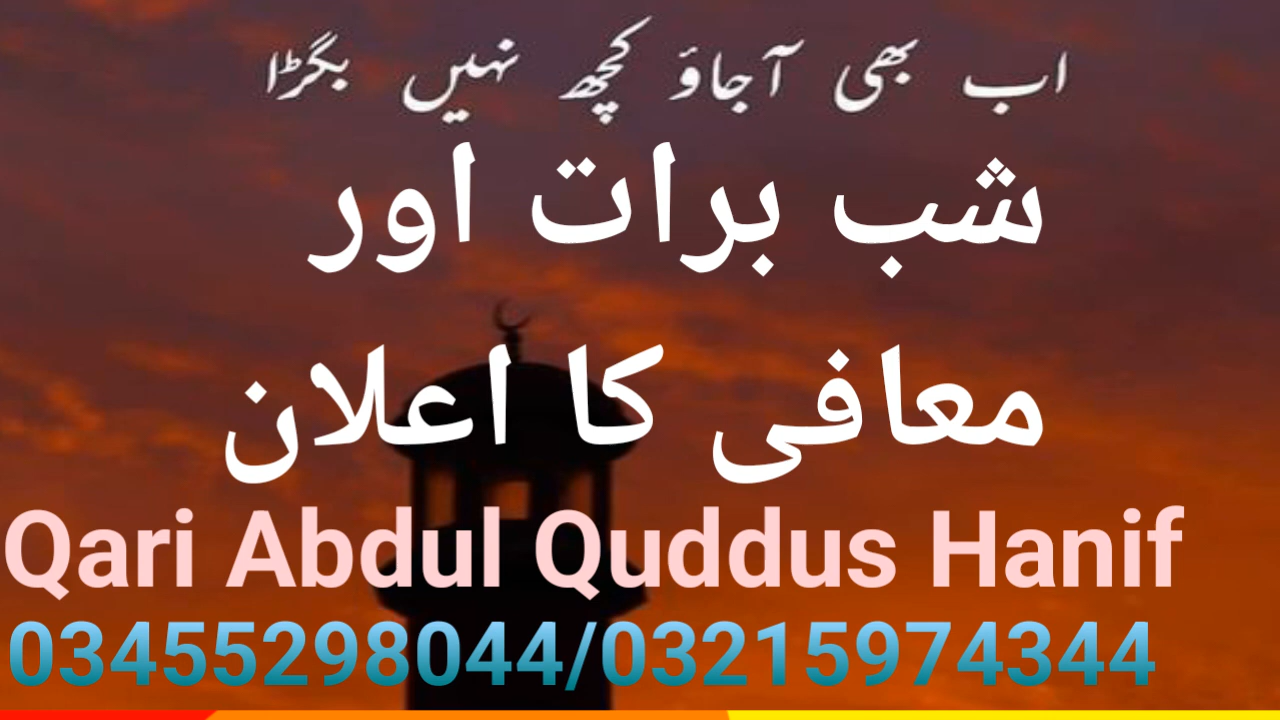 اب بھی آجاؤ کچھ نہیں بگڑا
شب برات اور
معافی کا اعلان
Qari Abdul Quddus Hanif
03455298044/03215974344